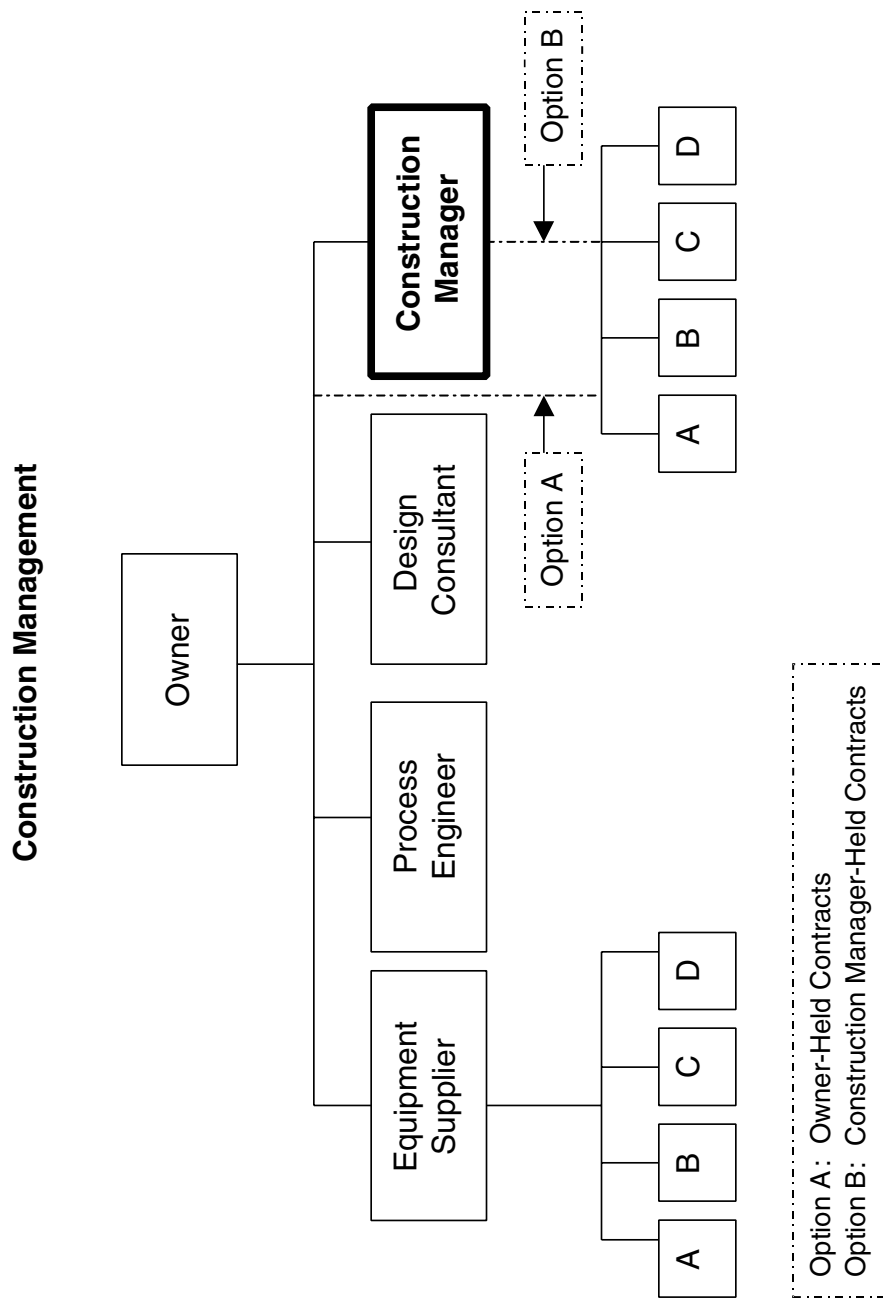 Construction Management
Owner
Equipment
Supplier
Process
Engineer
Design
Consultant
Construction
Manager
Option A
Option B
A
B
C
D
A
B
C
D
Option A: Owner-Held Contracts
Option B: Construction Manager-Held Contracts